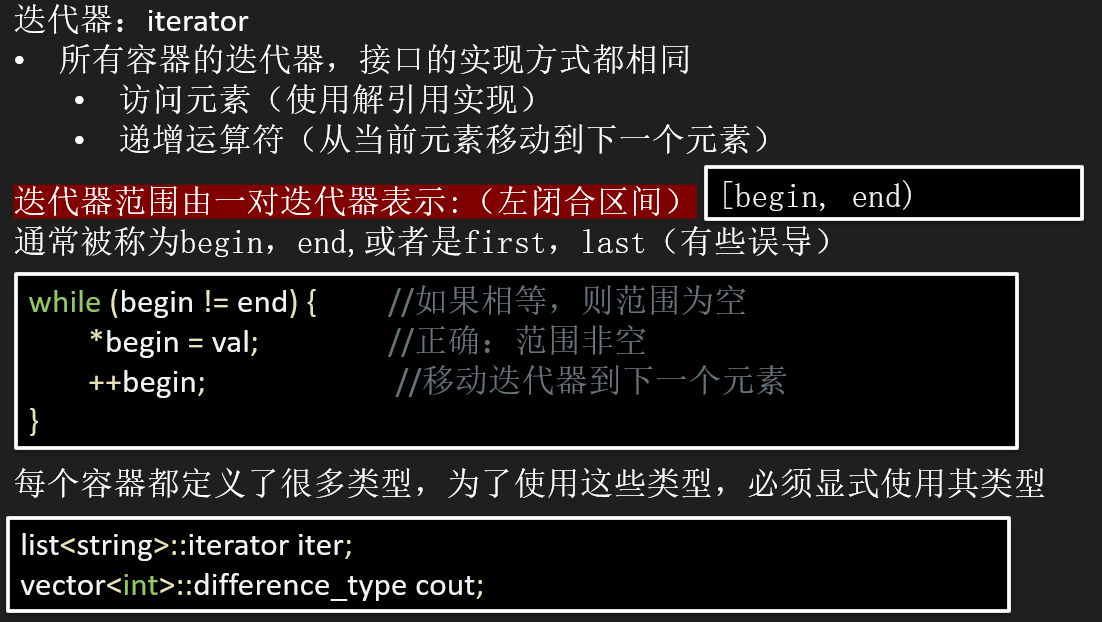 迭代器：iterator
• 所有容器的迭代器，接口的实现方式都相同
• 访问元素（使用解引用实现）
• 递增运算符（从当前元素移动到下一个元素）
迭代器范围由一对迭代器表示:（左闭合区间） [begin, end)
通常被称为begin，end,或者是first，last（有些误导）
while (begin != end) { //如果相等，则范围为空
*begin = val; //正确：范围非空
++begin; //移动迭代器到下一个元素
}
每个容器都定义了很多类型，为了使用这些类型，必须显式使用其类型
list<string>::iterator iter;
vector<int>::difference_type cout;